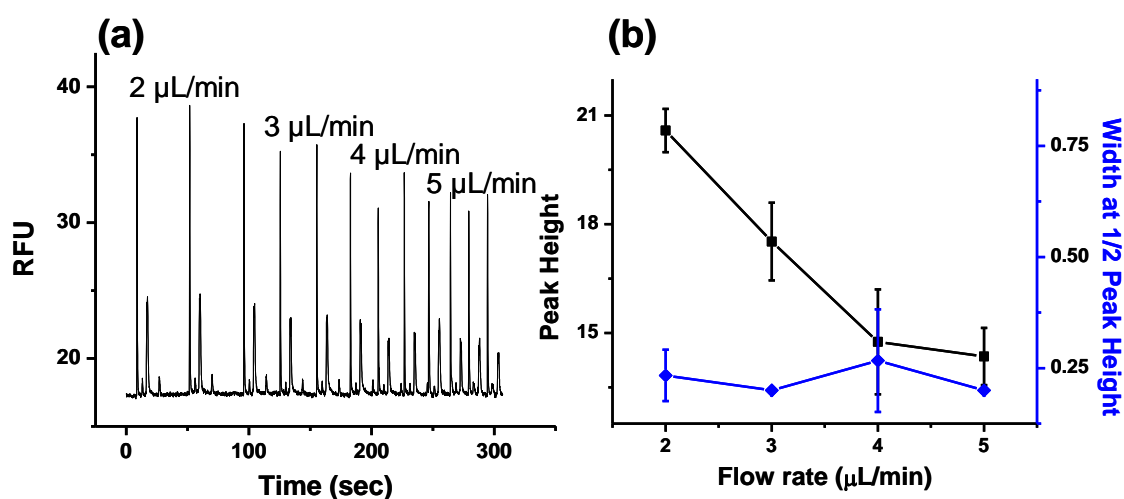 (a)
2 µL/min
3 µL/min
4 µL/min
5 µL/min
40
30
20
RFU
0
100
200
300
Time (sec)
(b)
21
18
15
Peak Height
0.75
0.50
0.25
Width at 1/2 Peak Height
2
3
4
5
Flow rate (µL/min)